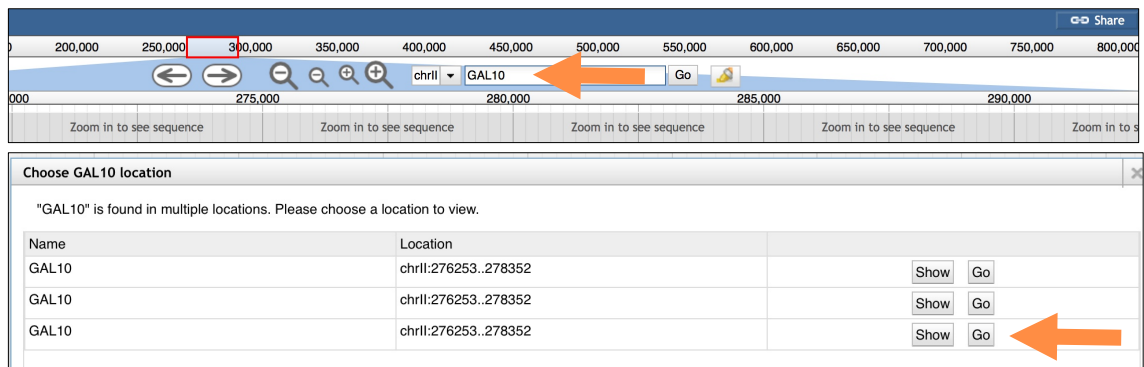 Share
200,000 250,000 300,000 350,000 400,000 450,000 500,000 550,000 600,000 650,000 700,000 750,000 800,000
chrII GAL10 Go
000 275,000 280,000 285,000 290,000
Zoom in to see sequence Zoom in to see sequence Zoom in to see sequence Zoom in to see sequence Zoom in to s
Choose GAL10 location
"GAL10" is found in multiple locations. Please choose a location to view.
Name Location
GAL10 chrII:276253..278352 Show Go
GAL10 chrII:276253..278352 Show Go
GAL10 chrII:276253..278352 Show Go